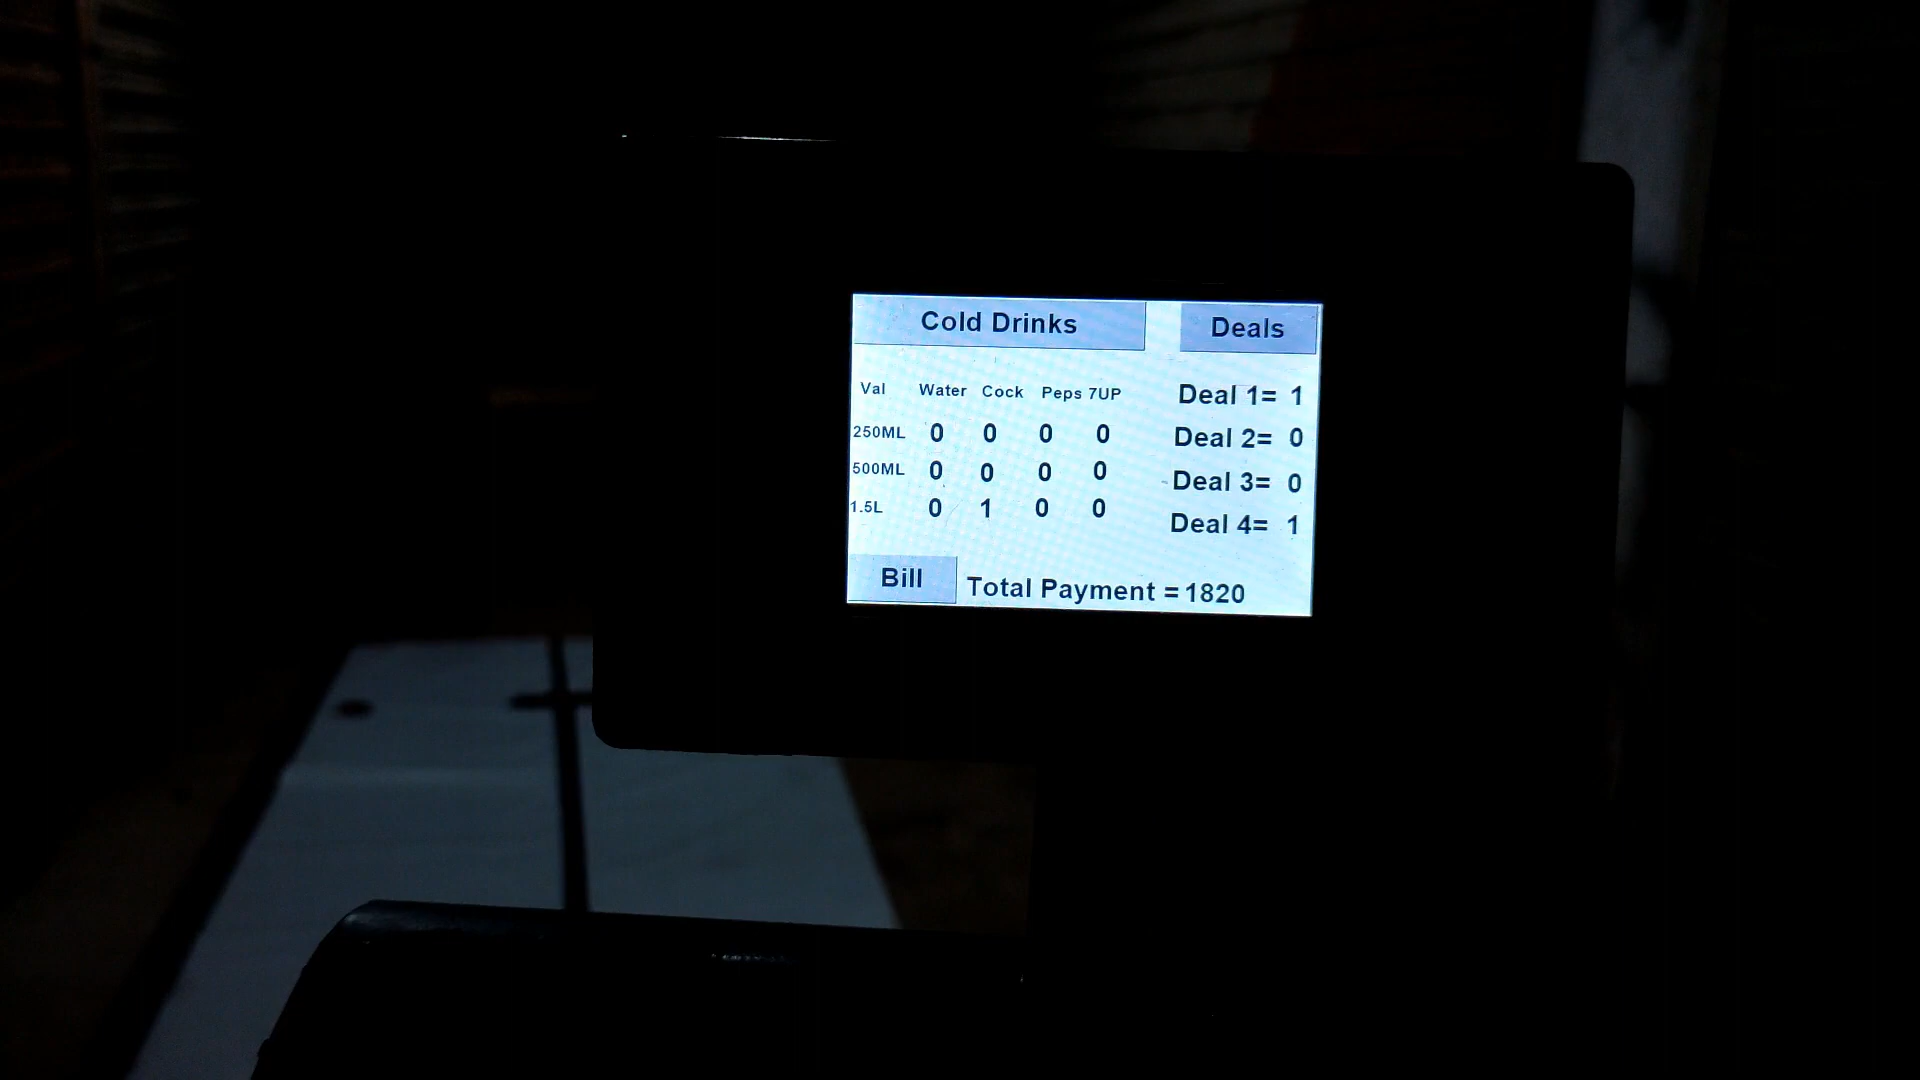 Cold Drinks Deals
Val Water Cock Peps 7UP Deal 1= 1
250ML 0 0 0 0 Deal 2= 0
500ML 0 0 0 0 Deal 3= 0
1.5L 0 1 0 0 Deal 4= 1
Bill Total Payment = 1820